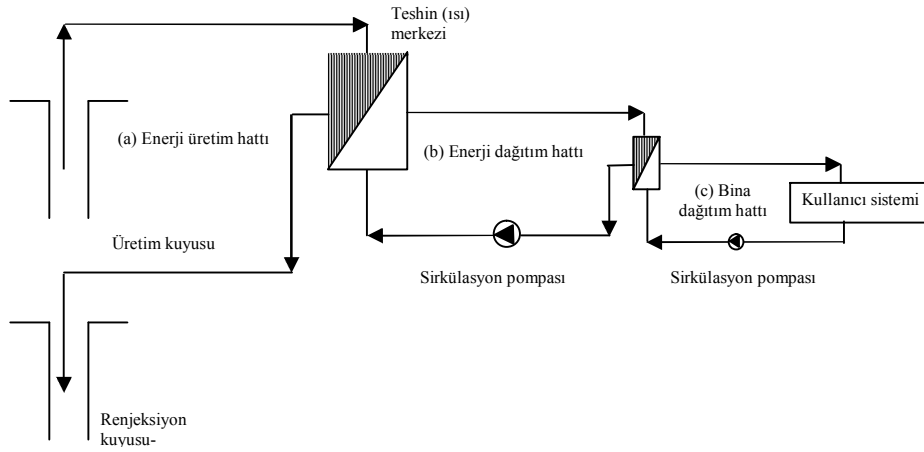 Teshin (ısı)
merkezi
(a) Enerji üretim hattı
(b) Enerji dağıtım hattı
(c) Bina
dağıtım hattı
Kullanıcı sistemi
Üretim kuyusu
Sirkülasyon pompası
Sirkülasyon pompası
Renjeksiyon
kuyusu-